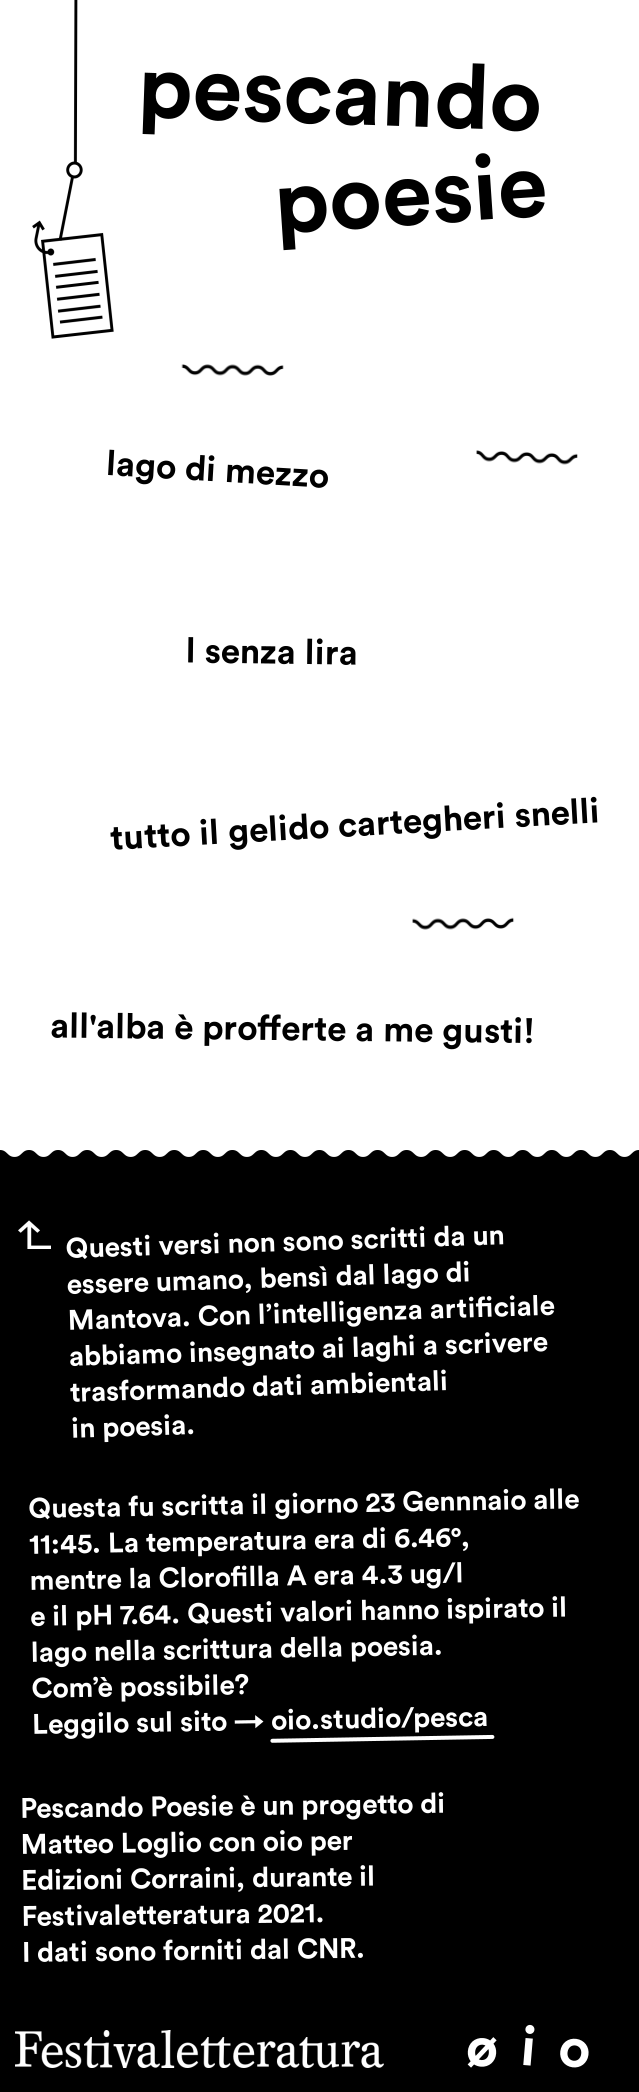 pescando
poesie
lago di mezzo
l senza lira
tutto il gelido cartegheri snelli
all'alba è profferte a me gusti!
Questi versi non sono scritti da un
essere umano, bensì dal lago di
Mantova. Con l’intelligenza artificiale
abbiamo insegnato ai laghi a scrivere
trasformando dati ambientali
in poesia.
Questa fu scritta il giorno 23 Gennnaio alle
11:45. La temperatura era di 6.46°,
mentre la Clorofilla A era 4.3 ug/l
e il pH 7.64. Questi valori hanno ispirato il
lago nella scrittura della poesia.
Com’è possibile?
Leggilo sul sito → oio.studio/pesca
Pescando Poesie è un progetto di
Matteo Loglio con oio per
Edizioni Corraini, durante il
Festivaletteratura 2021.
I dati sono forniti dal CNR.
Festivaletteratura ø i o